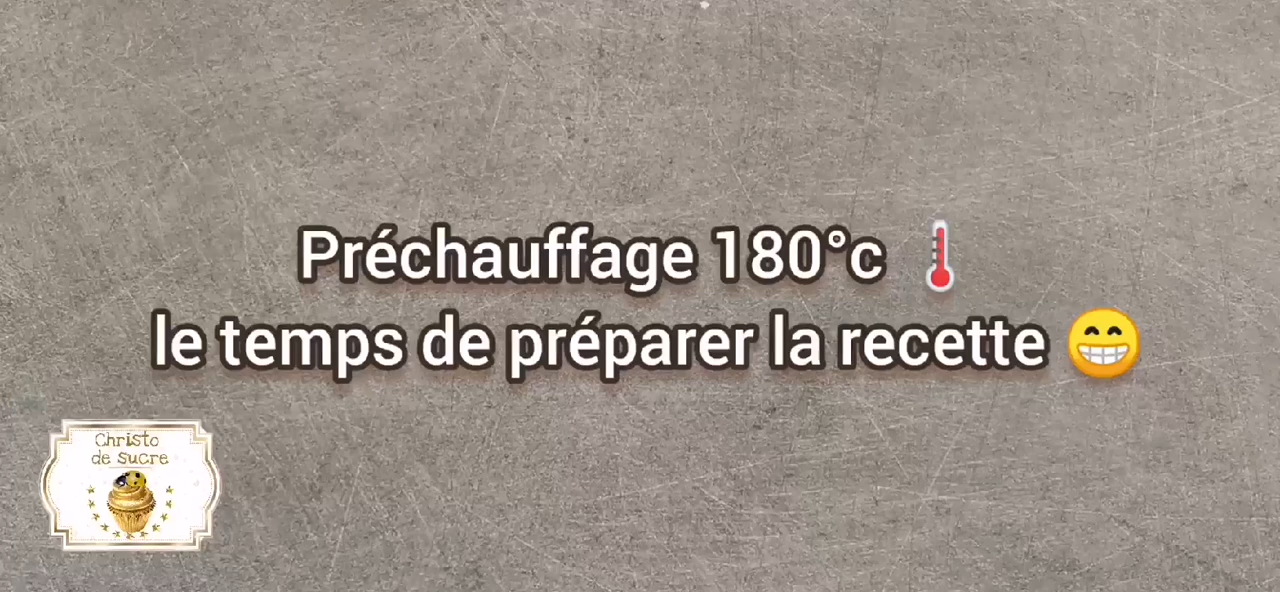 Préchauffage 180°c 🌡️
le temps de préparer la recette 😁
Christo
de sucre